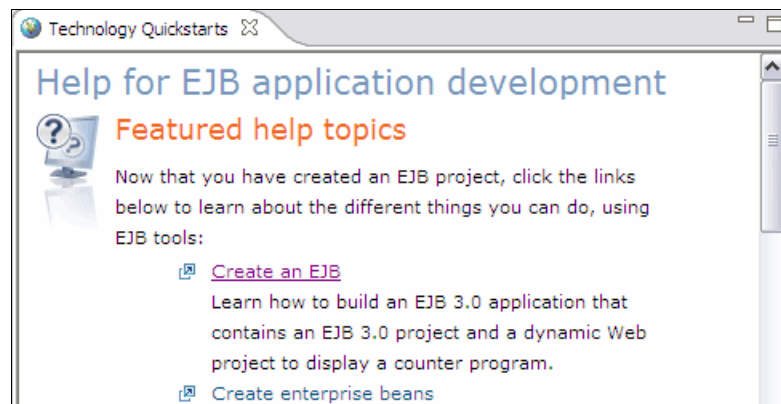 Technology Quickstarts
Help for EJB application development
Featured help topics
Now that you have created an EJB project, click the links
below to learn about the different things you can do, using
EJB tools:
Create an EJB
Learn how to build an EJB 3.0 application that
contains an EJB 3.0 project and a dynamic Web
project to display a counter program.
Create enterprise beans